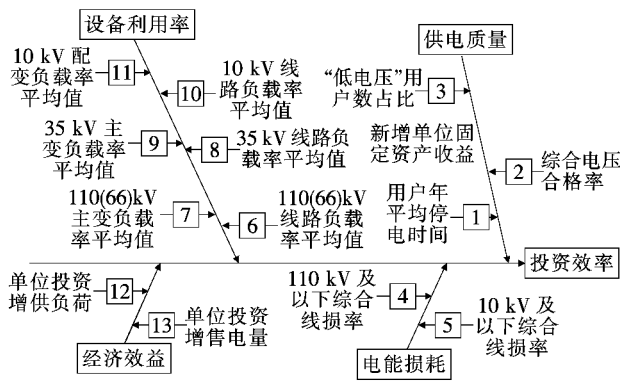 设备利用率
供电质量
10 kV 配
变负载率
平均值
11
10
10 kV 线
路负载率
平均值
“低电压”用
户数占比
3
35 kV 主
变负载率
平均值
9
8
35 kV 线路负
载率平均值
新增单位固
定资产收益
2
综合电压
合格率
110(66)kV
主变负载
率平均值
7
6
110(66)kV
线路负载
率平均值
用户年
平均停
电时间
1
投资效率
单位投资
增供负荷
12
13
单位投资
增售电量
110 kV 及
以下综合
线损率
4
5
10 kV 及
以下综合
线损率
经济效益
电能损耗